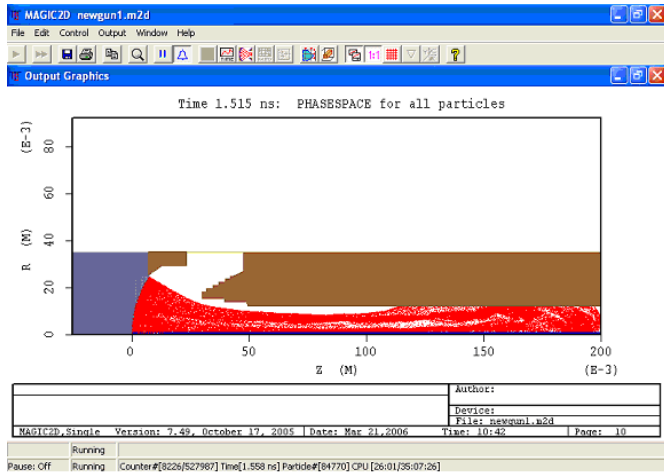 MAGIC2D newgun1.m2d
File Edit Control Output Window Help
1:1
Output Graphics
Time 1.515 ns: PHASESPACE for all particles
(E-3)
R (M)
80
60
40
20
0
0 50 100 150 200
Z (M) (E-3)
Author:
Device:
File: newgun1.m2d
MAGIC2D,Single Version: 7.49, October 17, 2005 Date: Mar 21,2006 Time: 10:42 Page: 10
Running
Pause: Off Running Counter#[8226/527987] Time[1.558 ns] Particle#[84770] CPU [26:01/35:07:26]